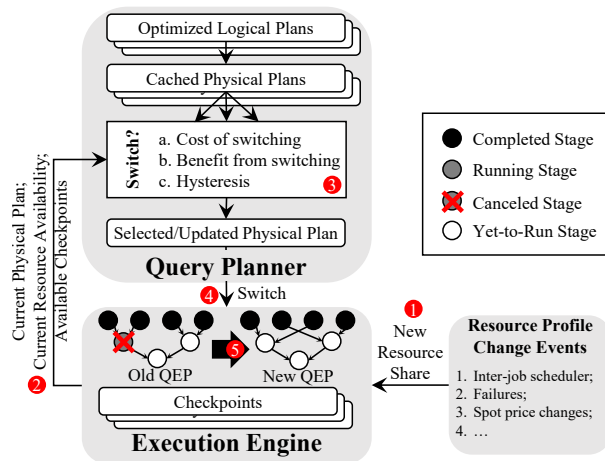 Optimized Logical Plans
Cached Physical Plans
Switch?
a. Cost of switching
b. Benefit from switching
c. Hysteresis
3
Selected/Updated Physical Plan
Query Planner
4
Switch
Current Physical Plan;
Current Resource Availability;
Available Checkpoints
2
Completed Stage
Running Stage
Canceled Stage
Yet-to-Run Stage
5
Old QEP
New QEP
Checkpoints
Execution Engine
1
New
Resource
Share
Resource Profile
Change Events
1. Inter-job scheduler;
2. Failures;
3. Spot price changes;
4. …